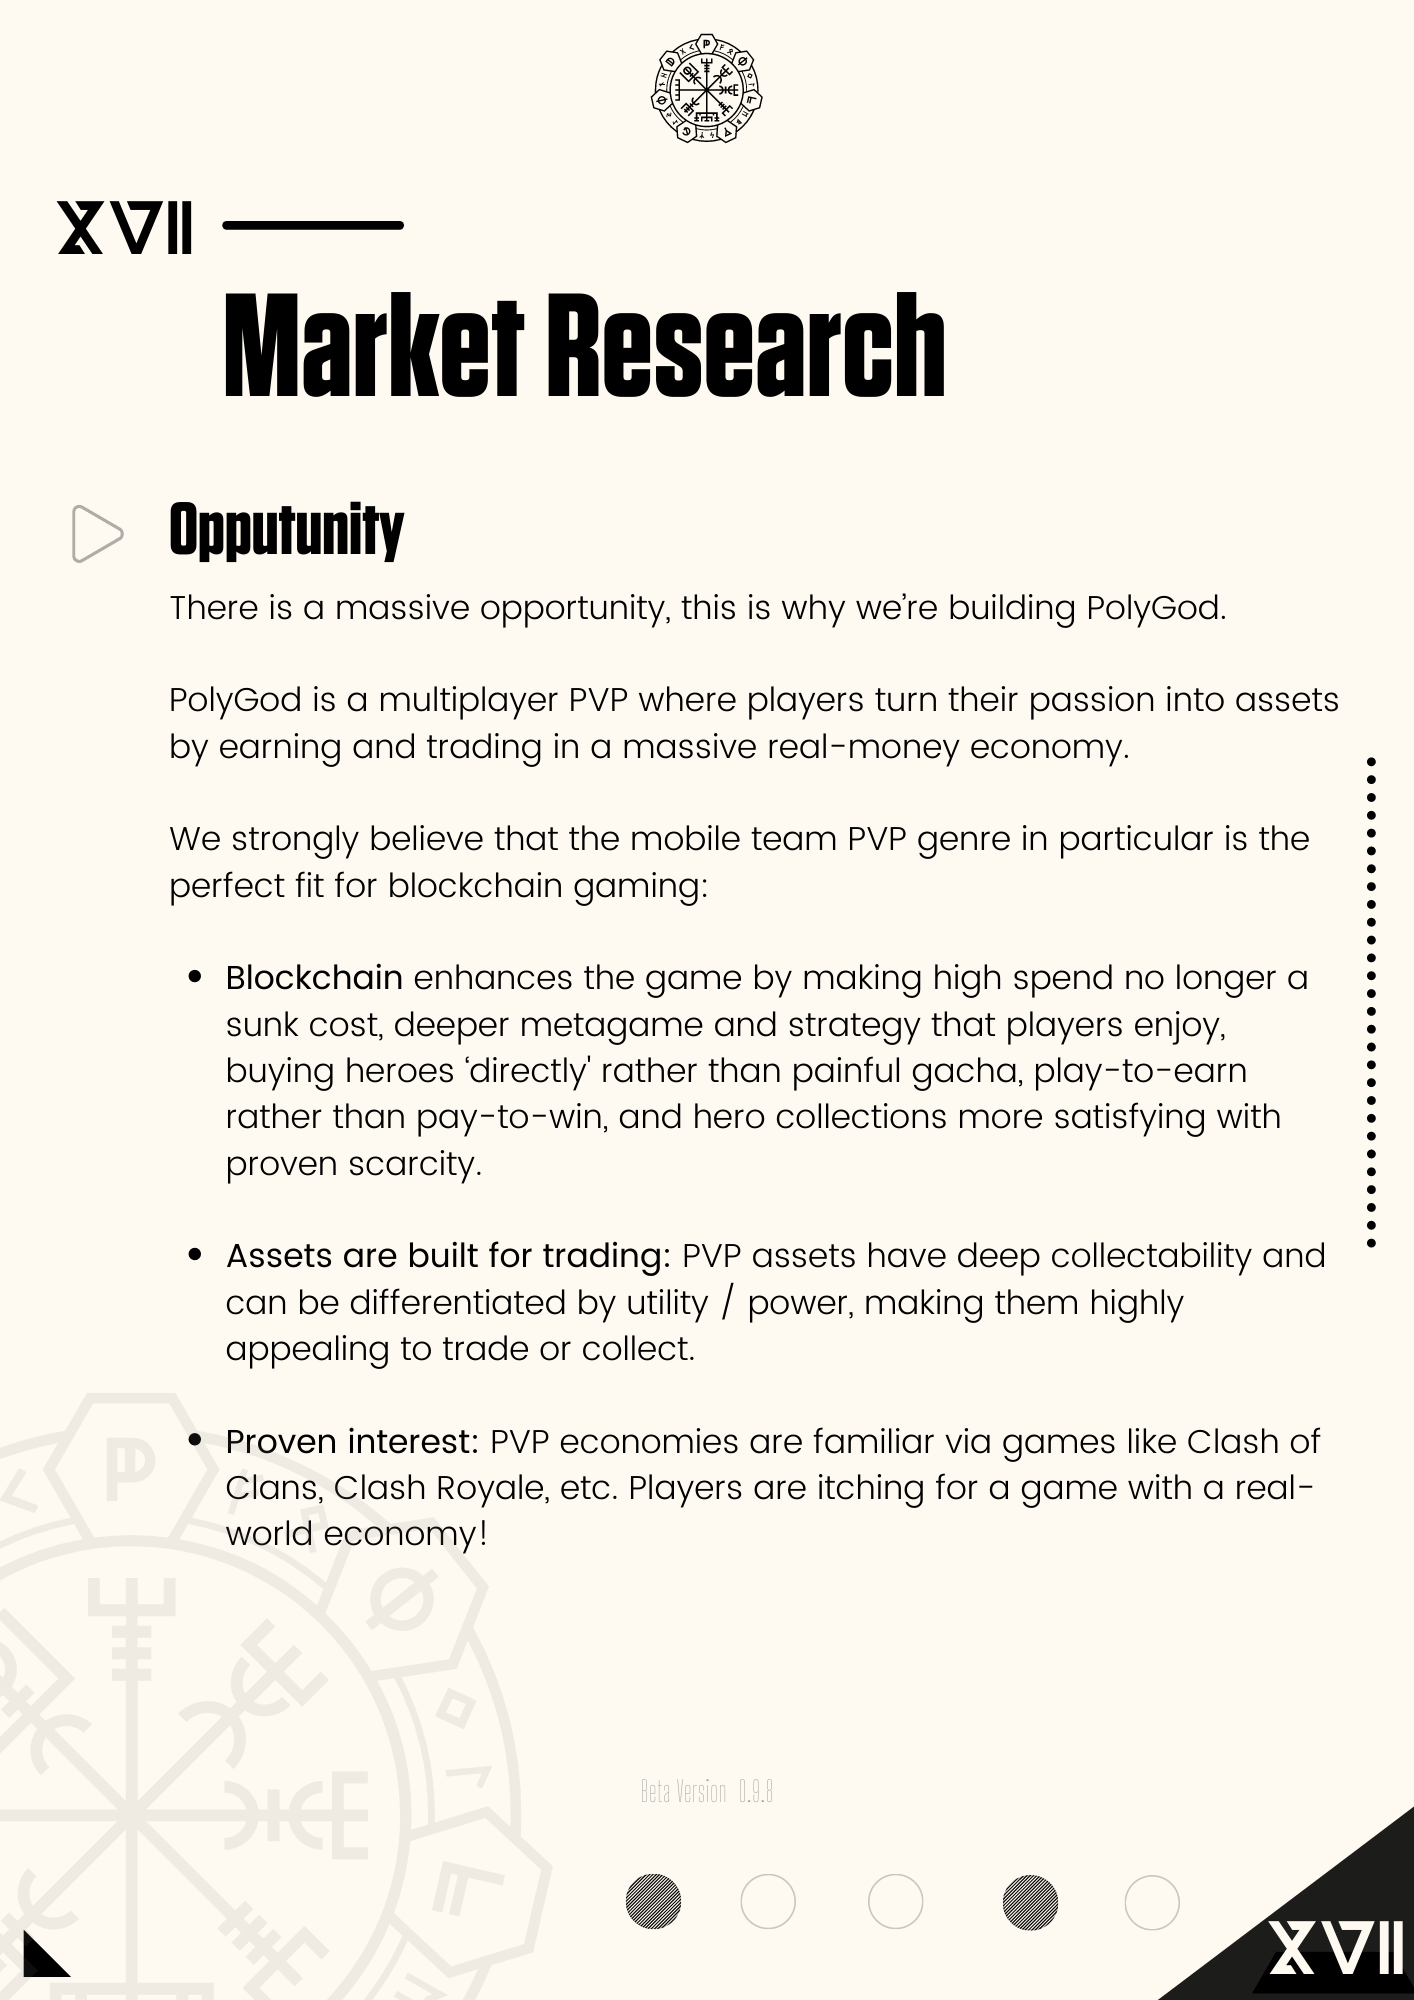 XVII
Market Research
Opputunity
There is a massive opportunity, this is why we’re building PolyGod.
PolyGod is a multiplayer PVP where players turn their passion into assets
by earning and trading in a massive real-money economy.
We strongly believe that the mobile team PVP genre in particular is the
perfect fit for blockchain gaming:
• Blockchain enhances the game by making high spend no longer a
sunk cost, deeper metagame and strategy that players enjoy,
buying heroes ‘directly' rather than painful gacha, play-to-earn
rather than pay-to-win, and hero collections more satisfying with
proven scarcity.
• Assets are built for trading: PVP assets have deep collectability and
can be differentiated by utility / power, making them highly
appealing to trade or collect.
• Proven interest: PVP economies are familiar via games like Clash of
Clans, Clash Royale, etc. Players are itching for a game with a real-
world economy!
Beta Version 0.9.8
XVII